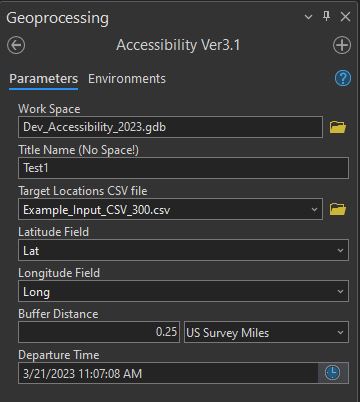 Geoprocessing
Accessibility Ver3.1
Parameters Environments
Work Space
Dev_Accessibility_2023.gdb
Title Name (No Space!)
Test1
Target Locations CSV file
Example_Input_CSV_300.csv
Latitude Field
Lat
Longitude Field
Long
Buffer Distance
0.25 US Survey Miles
Departure Time
3/21/2023 11:07:08 AM